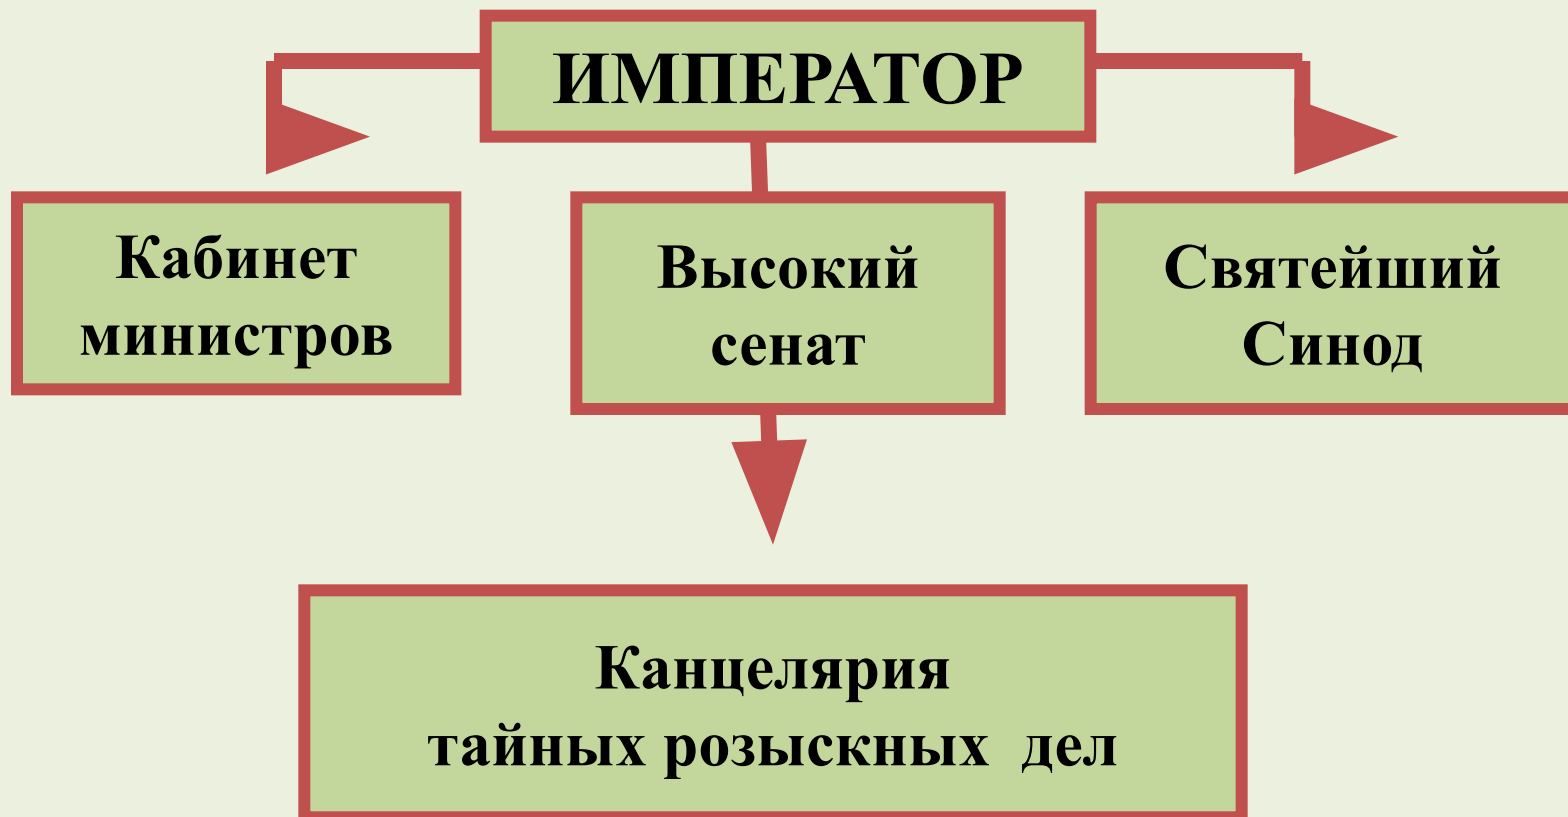 ИМПЕРАТОР
Кабинет
министров
Высокий
сенат
Святейший
Синод
Канцелярия
тайных розыскных дел